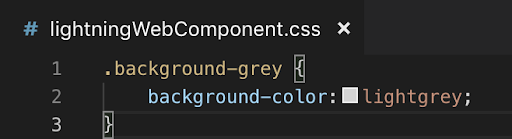 # lightningWebComponent.css ×
1 .background-grey {
2 background-color: lightgrey;
3 }